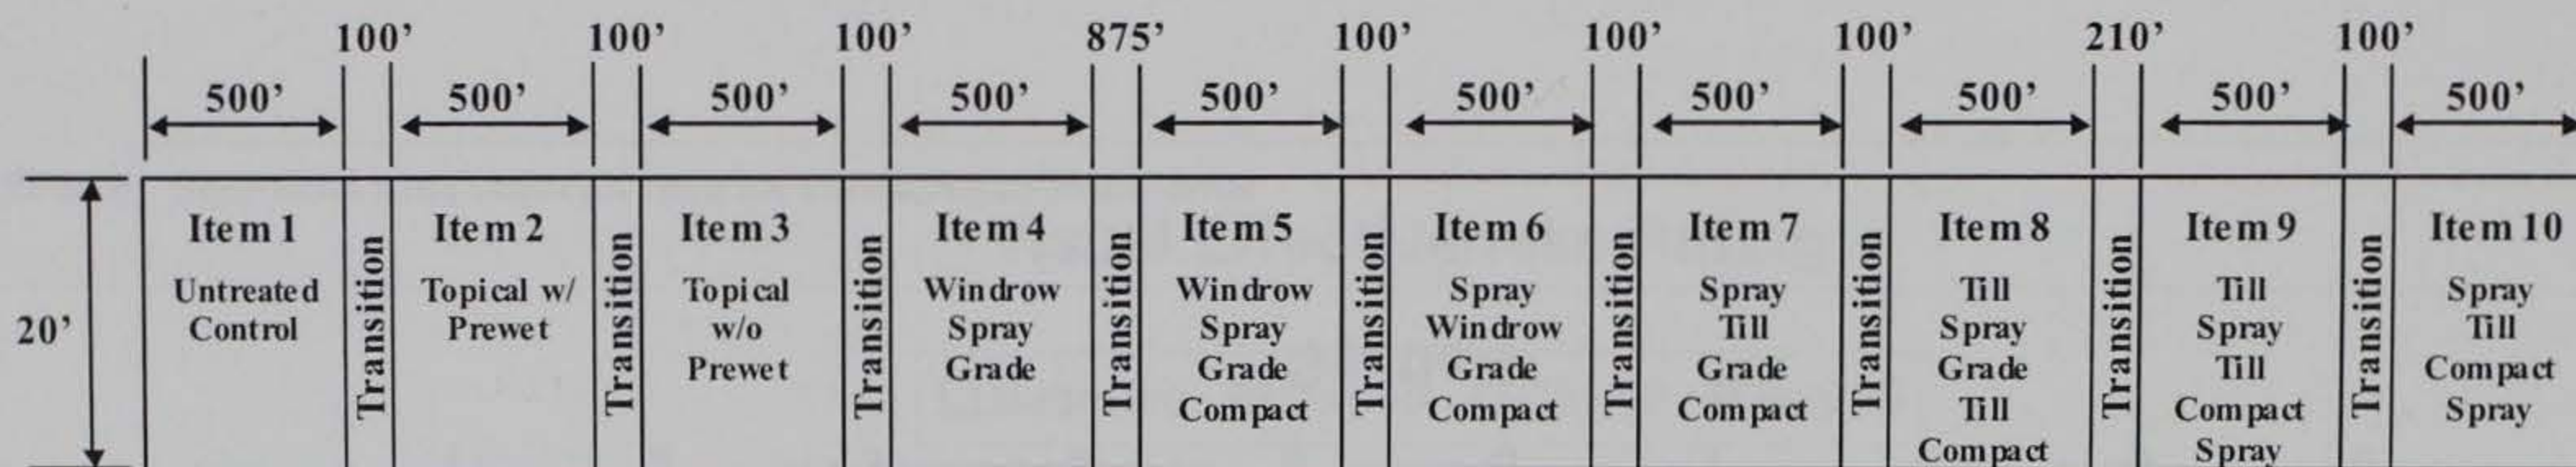 100’ 100’ 100’ 875’ 100’ 100’ 100’ 210’ 100’
500’ 500’ 500’ 500’ 500’ 500’ 500’ 500’ 500’ 500’
20’
Item 1
Untreated
Control
Transition
Item 2
Topical w/
Prewet
Transition
Item 3
Topical
w/o
Prewet
Transition
Item 4
Windrow
Spray
Grade
Transition
Item 5
Windrow
Spray
Grade
Compact
Transition
Item 6
Spray
Windrow
Grade
Compact
Transition
Item 7
Spray
Till
Grade
Compact
Transition
Item 8
Till
Spray
Grade
Till
Compact
Transition
Item 9
Till
Spray
Till
Compact
Spray
Transition
Item 10
Spray
Till
Compact
Spray